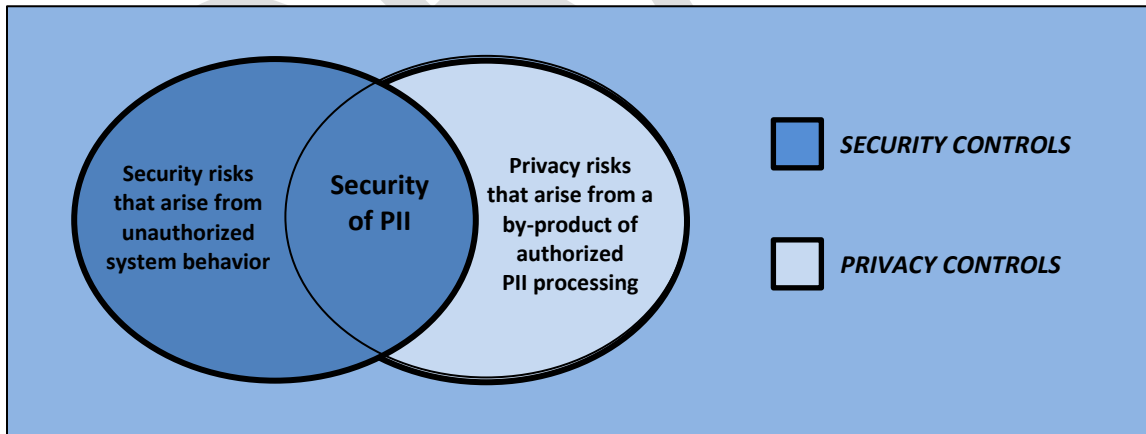 Security risks
that arise from
unauthorized
system behavior
Security
of PII
Privacy risks
that arise from a
by-product of
authorized
PII processing
SECURITY CONTROLS
PRIVACY CONTROLS